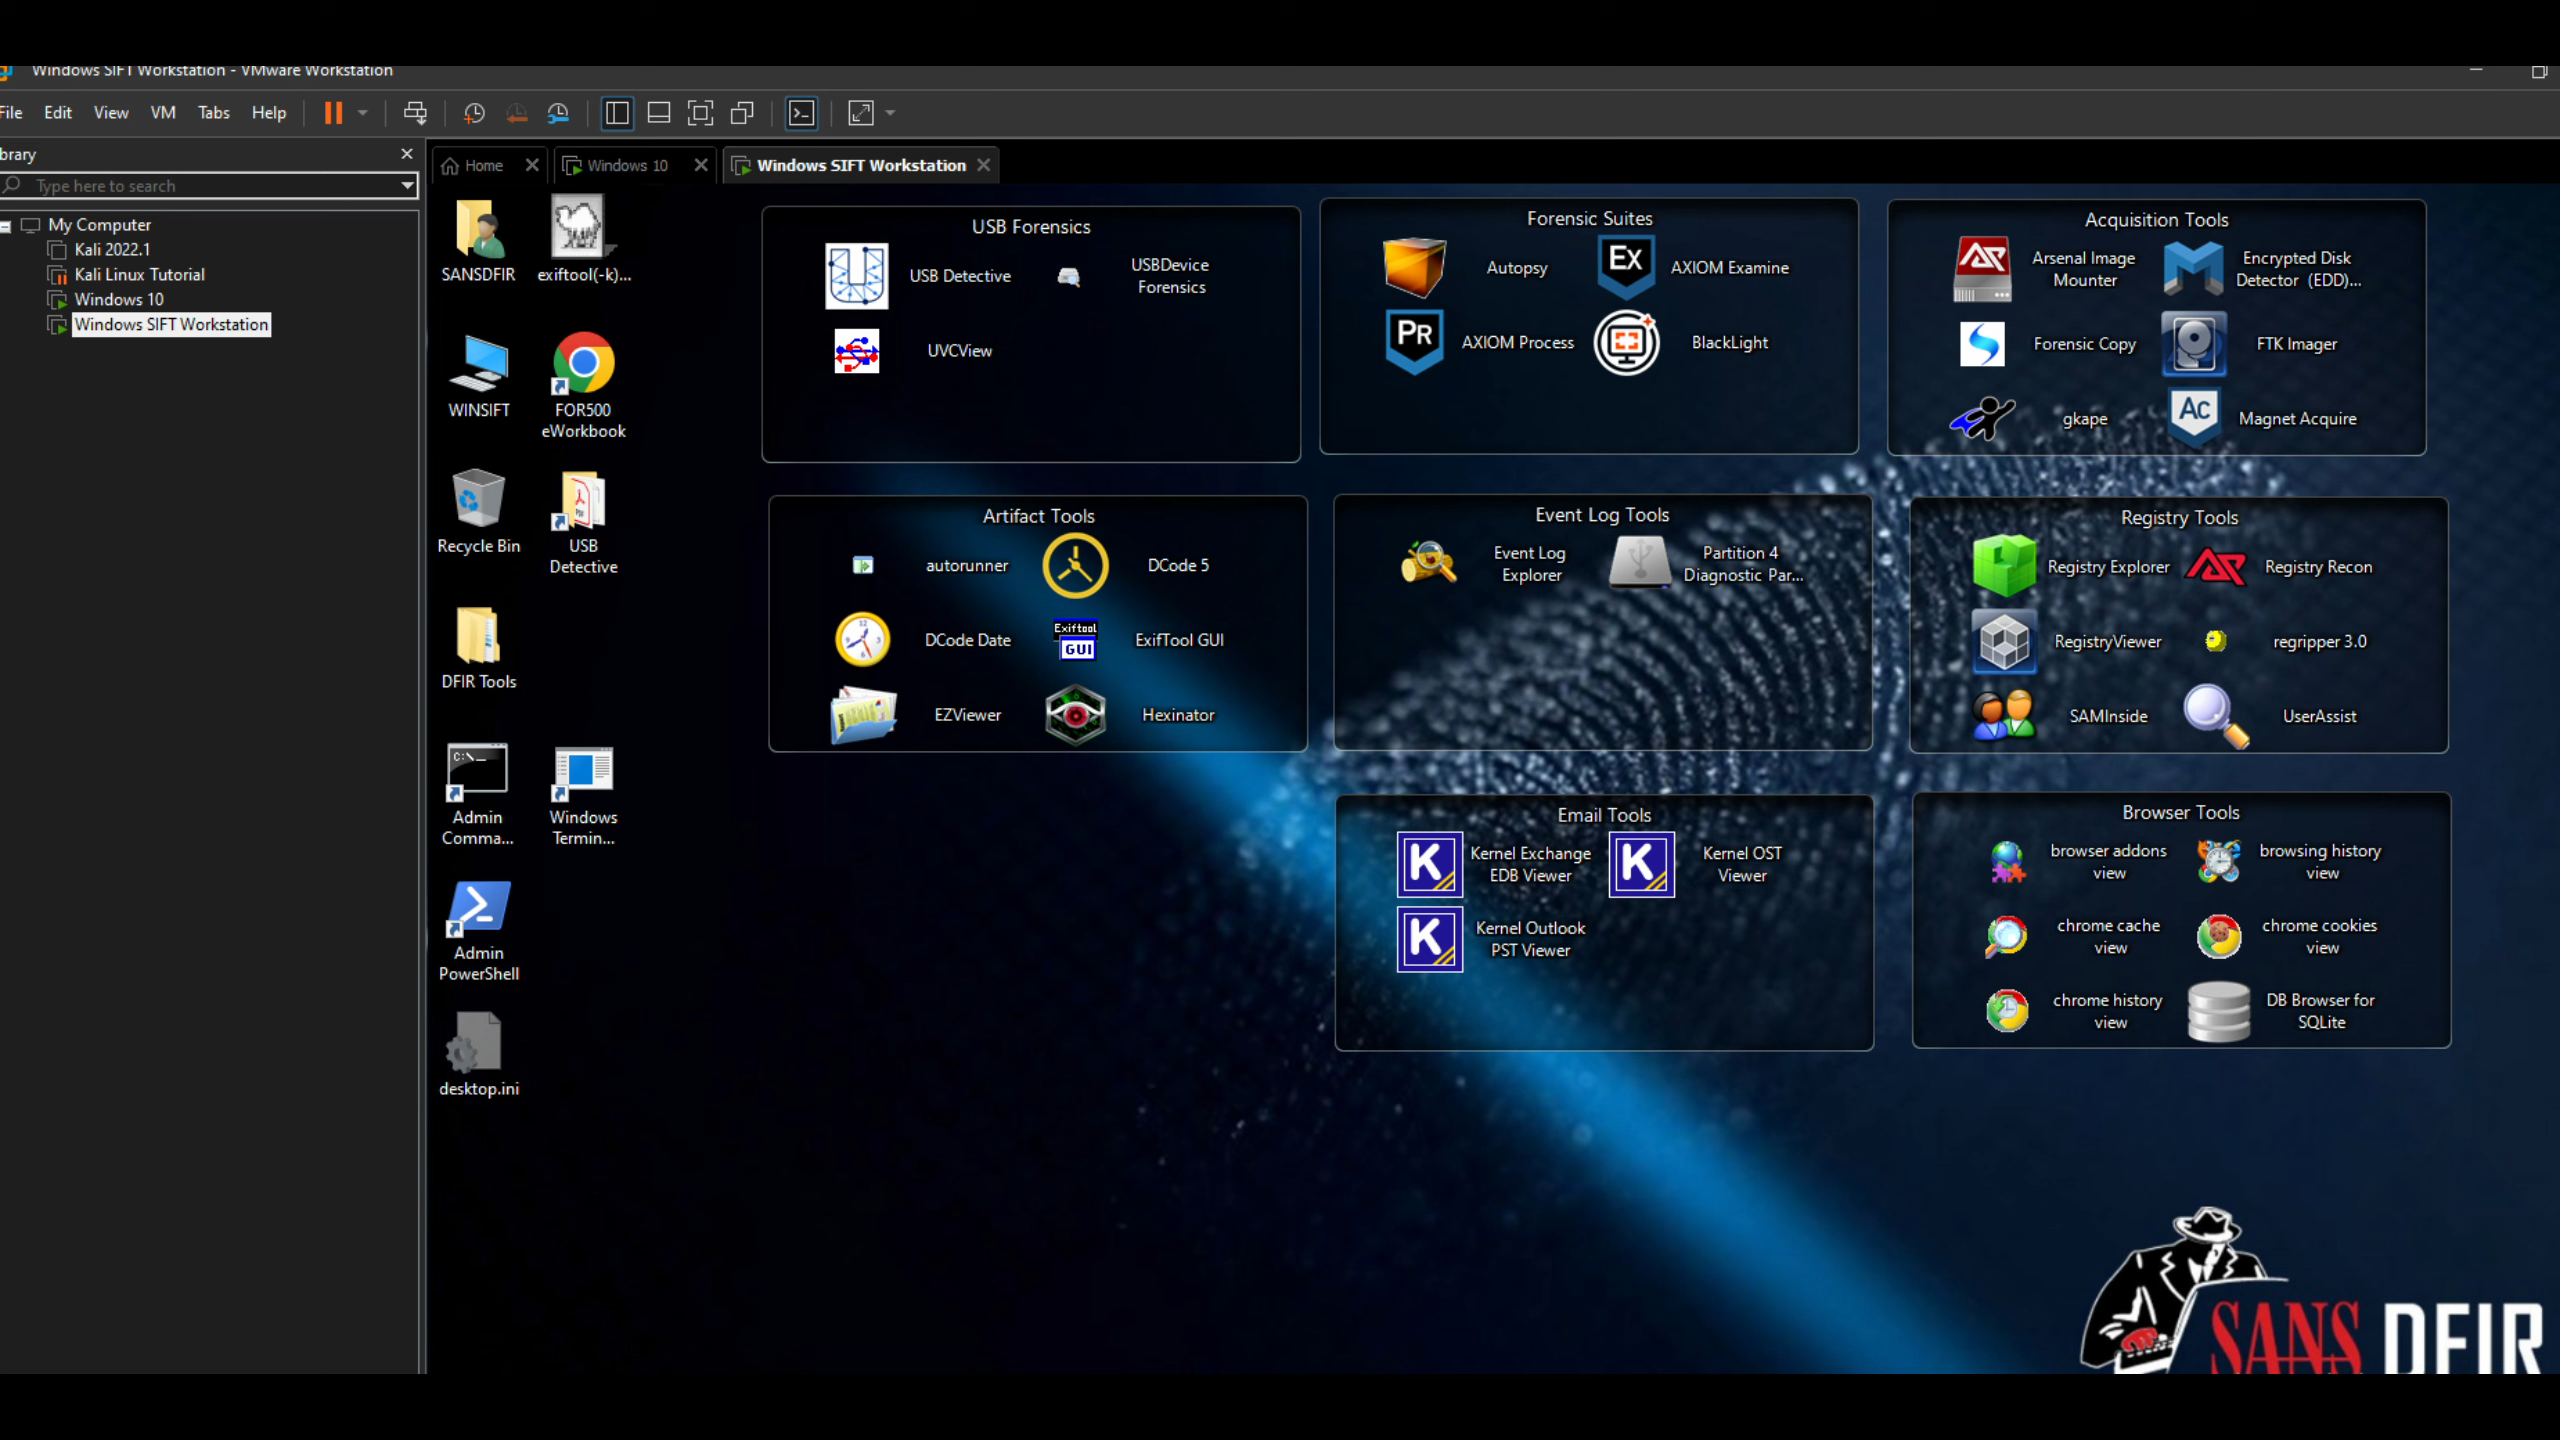 Windows SIFT Workstation - VMware Workstation
File Edit View VM Tabs Help
brary
Type here to search
My Computer
Kali 2022.1
Kali Linux Tutorial
Windows 10
Windows SIFT Workstation
Home
Windows 10
Windows SIFT Workstation
SANSDFIR
exiftool(-k)...
WINSIFT
FOR500
eWorkbook
Recycle Bin
PDF
USB
Detective
DFIR Tools
C:\_
Admin
Comma...
Windows
Termin...
Admin
PowerShell
desktop.ini
USB Forensics
USB Detective
USBDevice
Forensics
UVCView
Forensic Suites
Autopsy
Ex
AXIOM Examine
PR
AXIOM Process
BlackLight
Acquisition Tools
Arsenal Image
Mounter
Encrypted Disk
Detector (EDD)...
Forensic Copy
FTK Imager
gkape
AC
Magnet Acquire
Artifact Tools
autorunner
DCode 5
DCode Date
Exiftool
GUI
ExifTool GUI
EZViewer
Hexinator
Event Log Tools
Event Log
Explorer
Partition 4
Diagnostic Par...
Registry Tools
Registry Explorer
Registry Recon
RegistryViewer
regripper 3.0
SAMInside
UserAssist
Email Tools
K
Kernel Exchange
EDB Viewer
K
Kernel OST
Viewer
K
Kernel Outlook
PST Viewer
Browser Tools
browser addons
view
browsing history
view
chrome cache
view
chrome cookies
view
chrome history
view
DB Browser for
SQLite
SANS DFIR